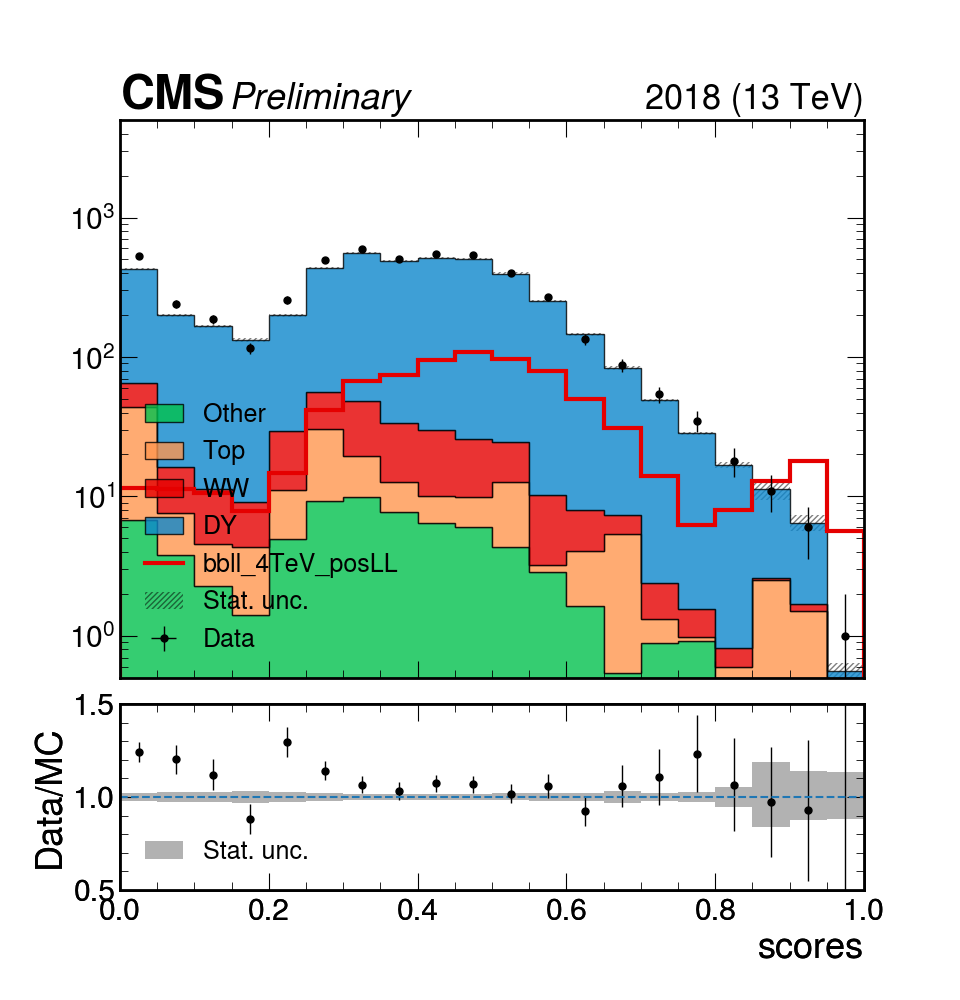 CMS Preliminary 2018 (13 TeV)
10³
10²
10¹
10⁰
Other
Top
WW
DY
bbll_4TeV_posLL
Stat. unc.
Data
Data/MC
1.5
1.0
0.5
Stat. unc.
0.0 0.2 0.4 0.6 0.8 1.0
scores